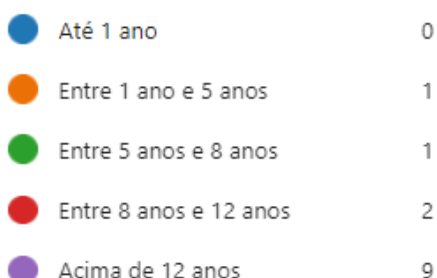 Até 1 ano 0
Entre 1 ano e 5 anos 1
Entre 5 anos e 8 anos 1
Entre 8 anos e 12 anos 2
Acima de 12 anos 9